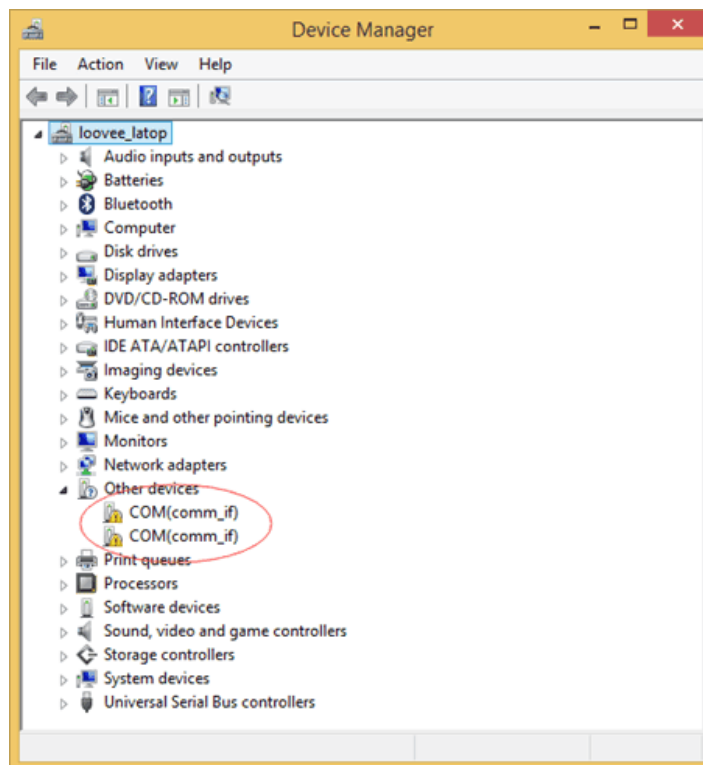 Device Manager
File Action View Help
loovee_latop
Audio inputs and outputs
Batteries
Bluetooth
Computer
Disk drives
Display adapters
DVD/CD-ROM drives
Human Interface Devices
IDE ATA/ATAPI controllers
Imaging devices
Keyboards
Mice and other pointing devices
Monitors
Network adapters
Other devices
COM(comm_if)
COM(comm_if)
Print queues
Processors
Software devices
Sound, video and game controllers
Storage controllers
System devices
Universal Serial Bus controllers